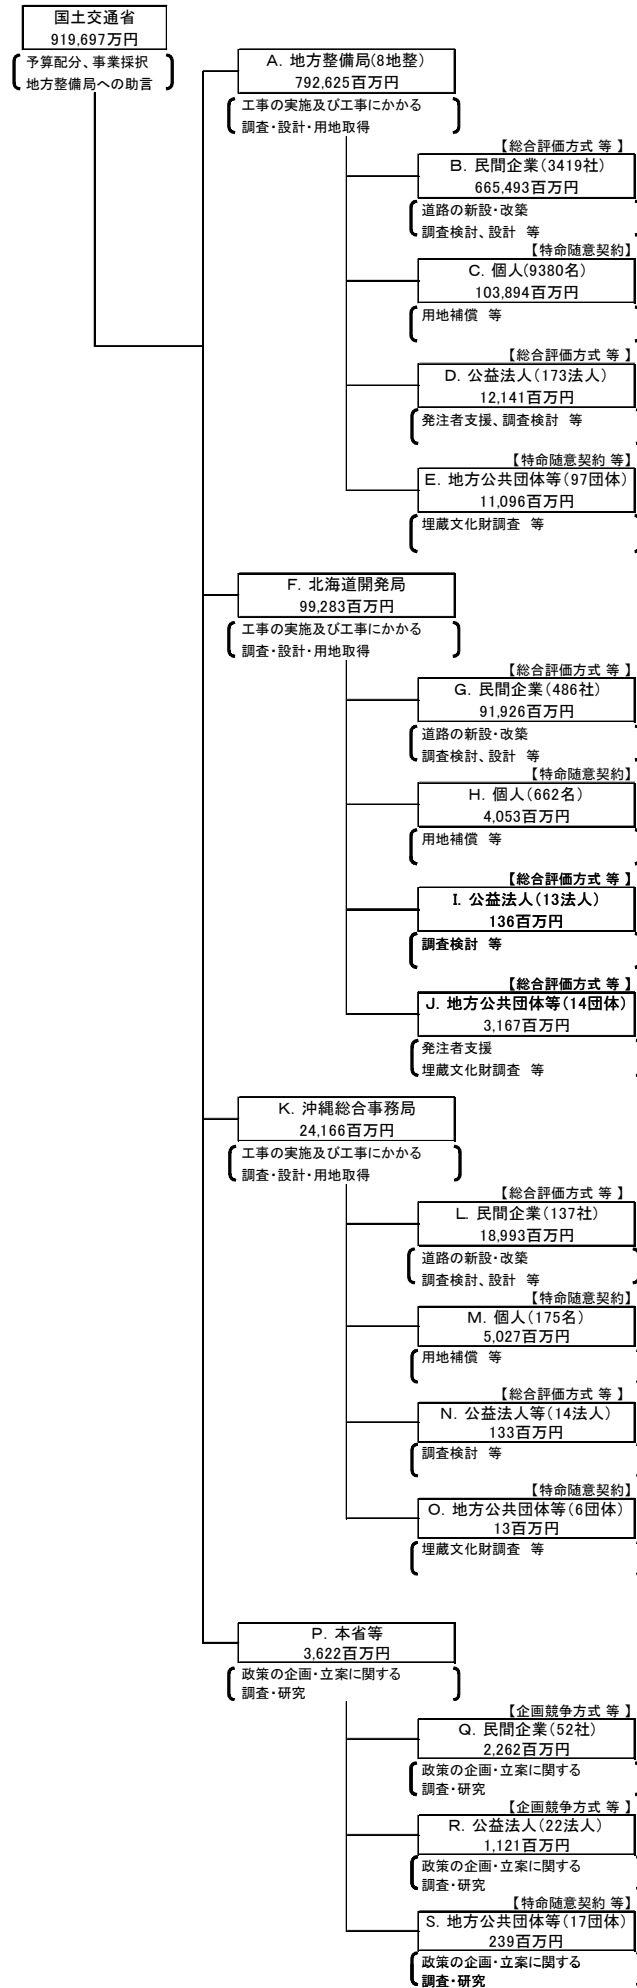 国土交通省
919,697万円
予算配分、事業採択
地方整備局への助言
A. 地方整備局(8地整)
792,625百万円
工事の実施及び工事にかかる
調査・設計・用地取得
【総合評価方式 等 】
B. 民間企業(3419社)
665,493百万円
道路の新設・改築
調査検討、設計 等
【特命随意契約】
C. 個人(9380名)
103,894百万円
用地補償 等
【総合評価方式 等 】
D. 公益法人(173法人)
12,141百万円
発注者支援、調査検討 等
【特命随意契約 等】
E. 地方公共団体等(97団体)
11,096百万円
埋蔵文化財調査 等
F. 北海道開発局
99,283百万円
工事の実施及び工事にかかる
調査・設計・用地取得
【総合評価方式 等 】
G. 民間企業(486社)
91,926百万円
道路の新設・改築
調査検討、設計 等
【特命随意契約】
H. 個人(662名)
4,053百万円
用地補償 等
【総合評価方式 等 】
I. 公益法人(13法人)
136百万円
調査検討 等
【総合評価方式 等 】
J. 地方公共団体等(14団体)
3,167百万円
発注者支援
埋蔵文化財調査 等
K. 沖縄総合事務局
24,166百万円
工事の実施及び工事にかかる
調査・設計・用地取得
【総合評価方式 等 】
L. 民間企業(137社)
18,993百万円
道路の新設・改築
調査検討、設計 等
【特命随意契約】
M. 個人(175名)
5,027百万円
用地補償 等
【総合評価方式 等 】
N. 公益法人等(14法人)
133百万円
調査検討 等
【特命随意契約】
O. 地方公共団体等(6団体)
13百万円
埋蔵文化財調査 等
P. 本省等
3,622百万円
政策の企画・立案に関する
調査・研究
【企画競争方式 等 】
Q. 民間企業(52社)
2,262百万円
政策の企画・立案に関する
調査・研究
【企画競争方式 等 】
R. 公益法人(22法人)
1,121百万円
政策の企画・立案に関する
調査・研究
【特命随意契約 等】
S. 地方公共団体等(17団体)
239百万円
政策の企画・立案に関する
調査・研究